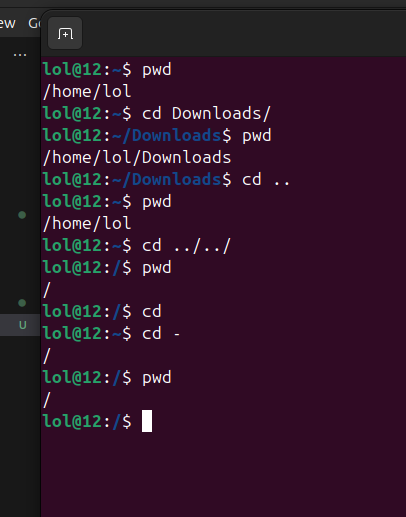 ew
...
U
lol@12:~$ pwd
/home/lol
lol@12:~$ cd Downloads/
lol@12:~/Downloads$ pwd
/home/lol/Downloads
lol@12:~/Downloads$ cd ..
lol@12:~$ pwd
/home/lol
lol@12:~$ cd ../../
lol@12:/$ pwd
/
lol@12:/$ cd
lol@12:~$ cd -
/
lol@12:/$ pwd
/
lol@12:/$